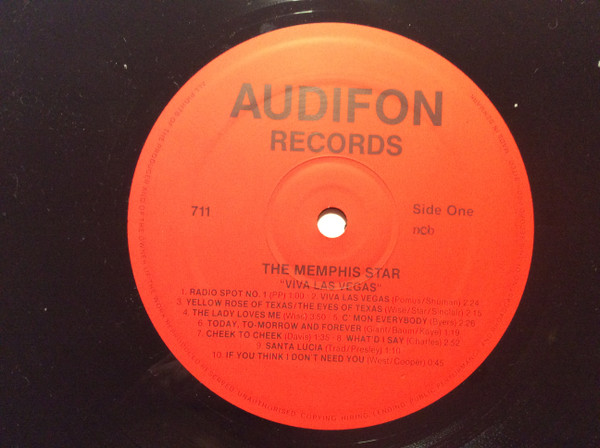 AUDIFON
RECORDS
711
Side One
ncb
THE MEMPHIS STAR
"VIVA LAS VEGAS"
1. RADIO SPOT NO. 1 (PP) 1:00 - 2. VIVA LAS VEGAS (Pomus/Shuman) 2:24
3. YELLOW ROSE OF TEXAS/THE EYES OF TEXAS (Wise/Starr/Sinclair) 2:15
4. THE LADY LOVES ME (Wise) 3:50 - 5. C'MON EVERYBODY (Byers) 2:26
6. TODAY, TO-MORROW AND FOREVER (Giant/Baum/Kaye) 1:19
7. CHEEK TO CHEEK (Davis) 1:35 - 8. WHAT'D I SAY (Charles) 2:52
9. SANTA LUCIA (Trad/Presley) 1:10
10. IF YOU THINK I DON'T NEED YOU (West/Cooper) 0:45